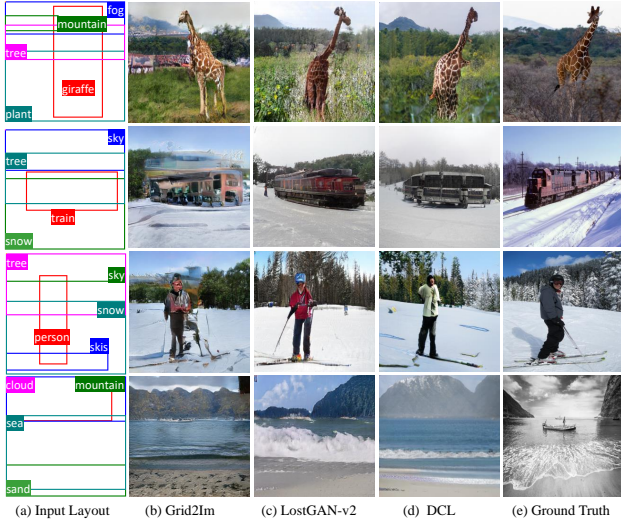 fog
mountain
tree
giraffe
plant
sky
tree
train
snow
tree
sky
snow
person
skis
cloud
mountain
sea
sand
(a) Input Layout
(b) Grid2Im
(c) LostGAN-v2
(d) DCL
(e) Ground Truth